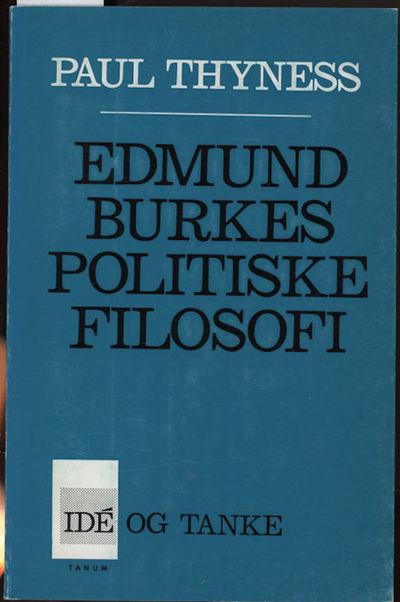 PAUL THYNESS
EDMUND
BURKES
POLITISKE
FILOSOFI
IDÉ OG TANKE
TANUM